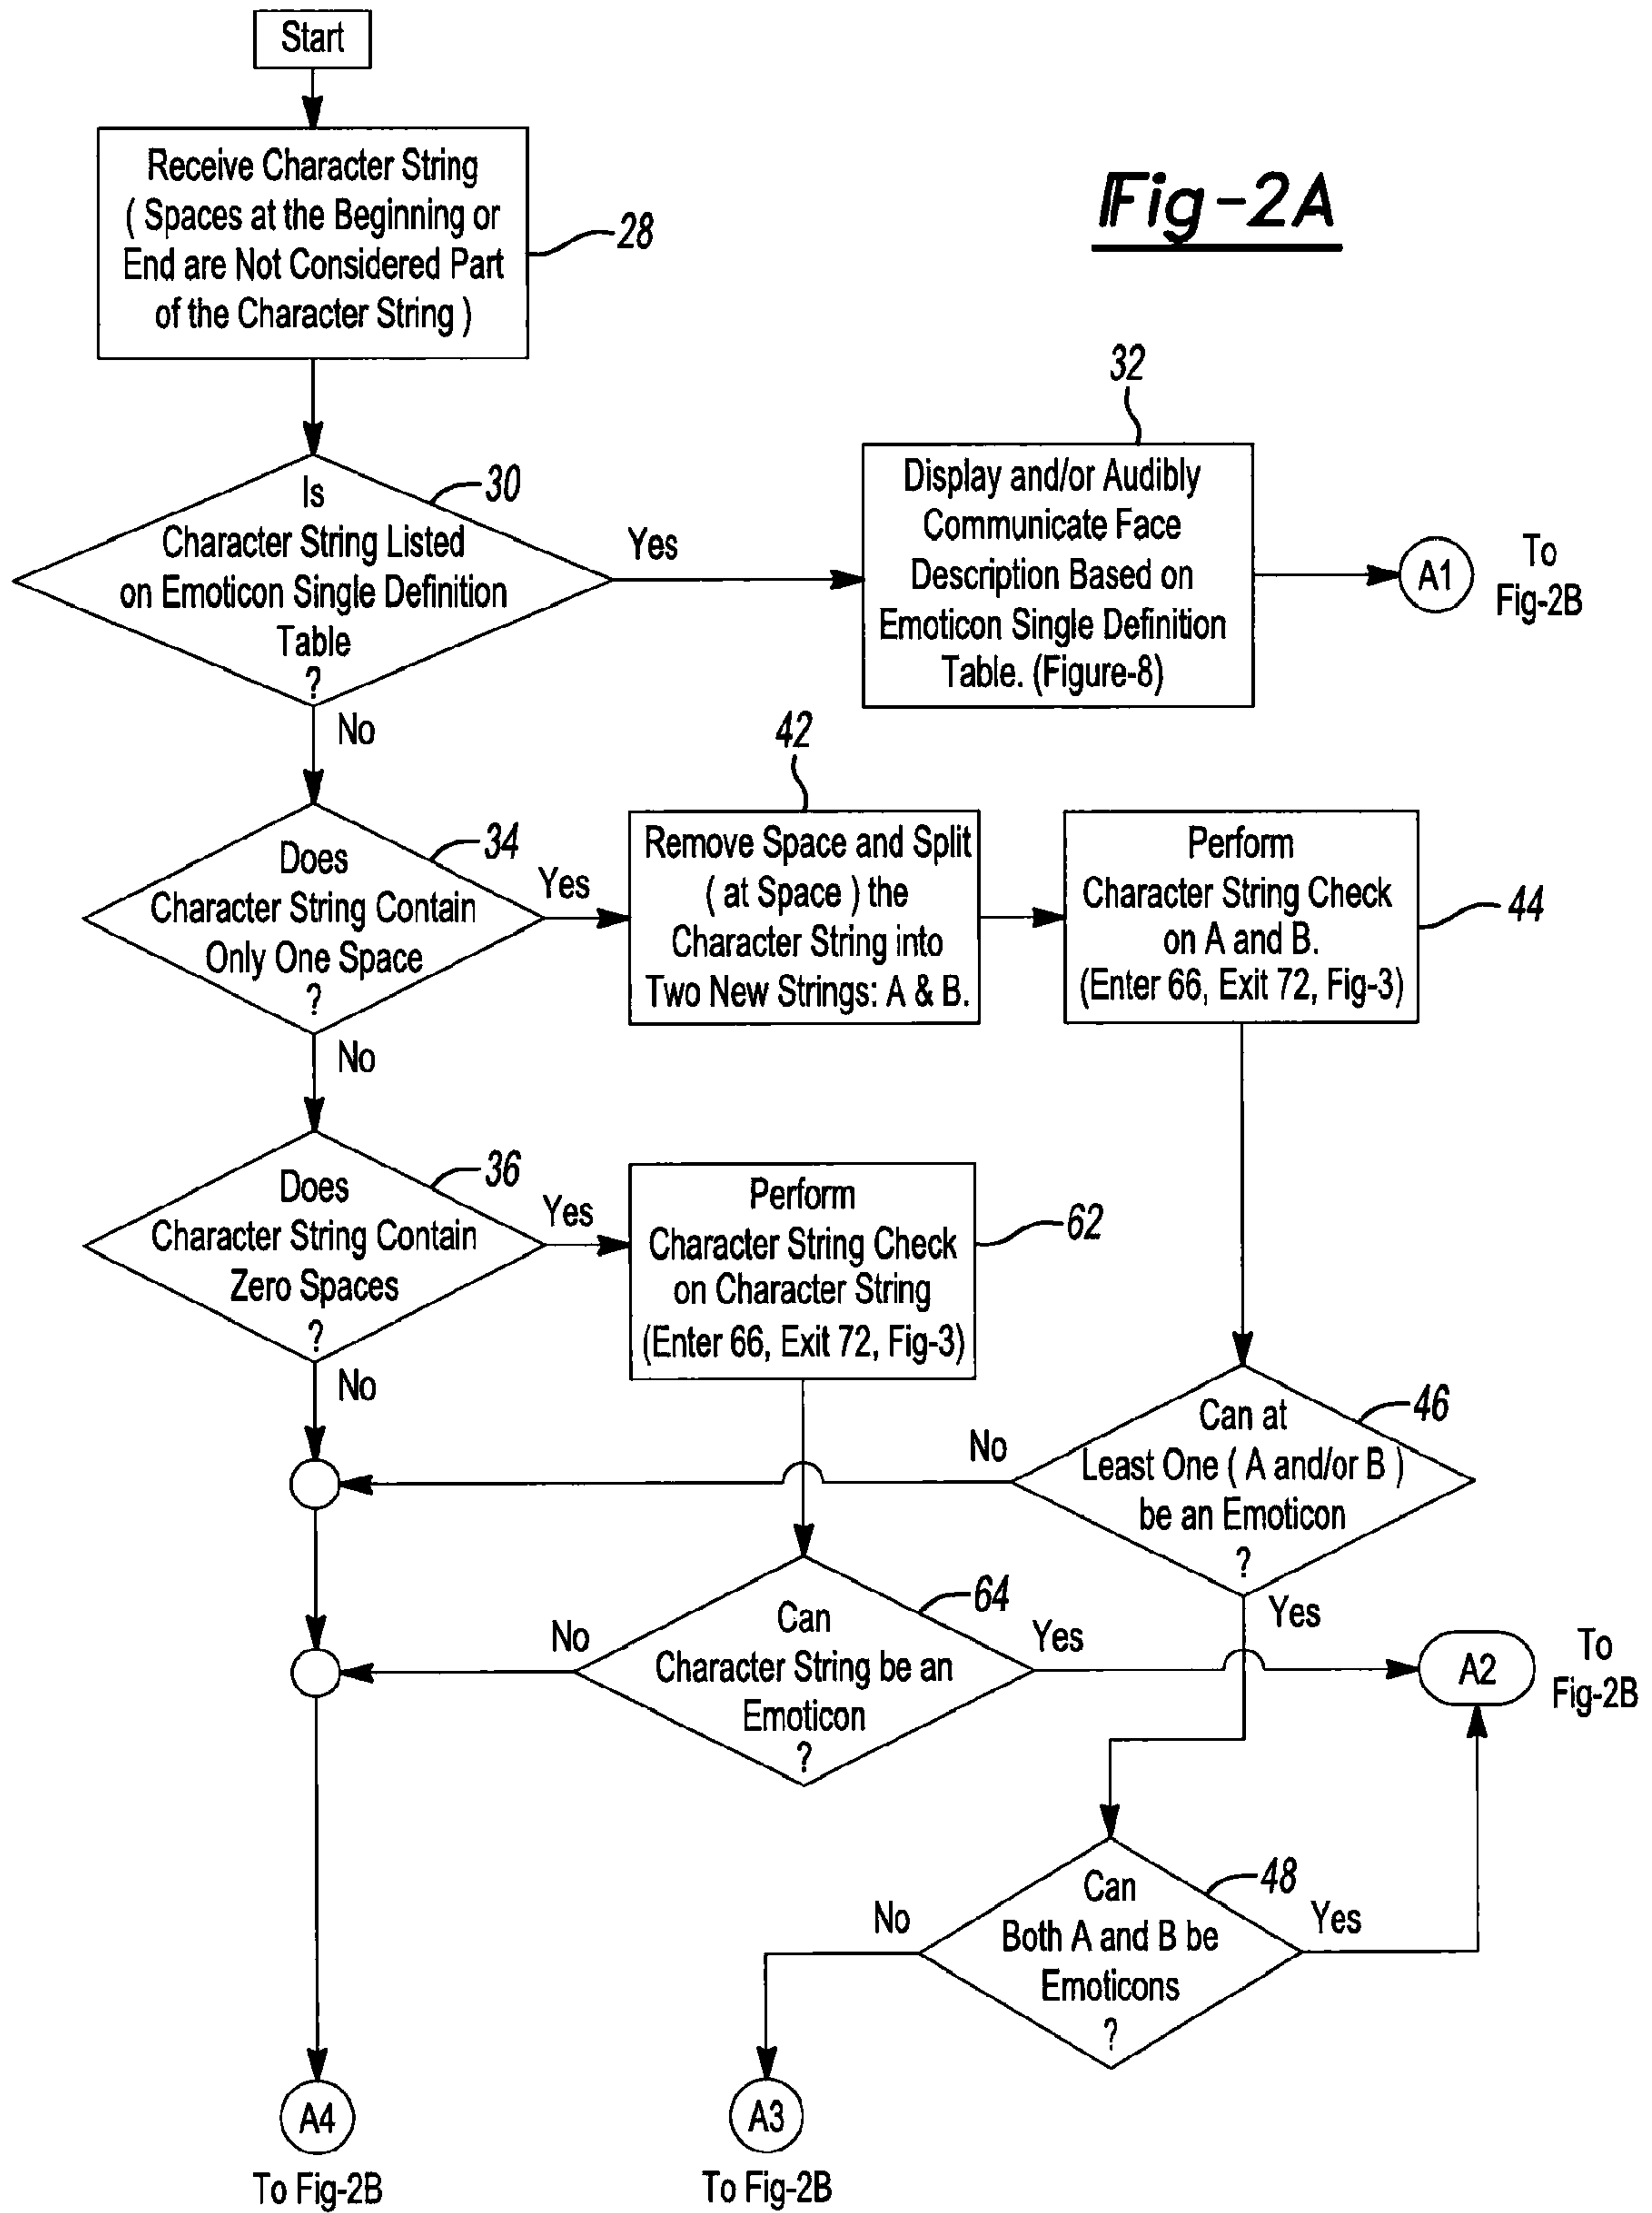 Start
Receive Character String
( Spaces at the Beginning or
End are Not Considered Part
of the Character String )
28
Fig-2A
Is
Character String Listed
on Emoticon Single Definition
Table
?
30
Yes
No
32
Display and/or Audibly
Communicate Face
Description Based on
Emoticon Single Definition
Table. (Figure-8)
A1
To
Fig-2B
Does
Character String Contain
Only One Space
?
34
Yes
No
42
Remove Space and Split
( at Space ) the
Character String into
Two New Strings: A & B.
Perform
Character String Check
on A and B.
(Enter 66, Exit 72, Fig-3)
44
Does
Character String Contain
Zero Spaces
?
36
Yes
No
Perform
Character String Check
on Character String
(Enter 66, Exit 72, Fig-3)
62
Can at
Least One ( A and/or B )
be an Emoticon
?
46
No
Yes
Can
Character String be an
Emoticon
?
64
No
Yes
A2
To
Fig-2B
Can
Both A and B be
Emoticons
?
48
No
Yes
A4
To Fig-2B
A3
To Fig-2B